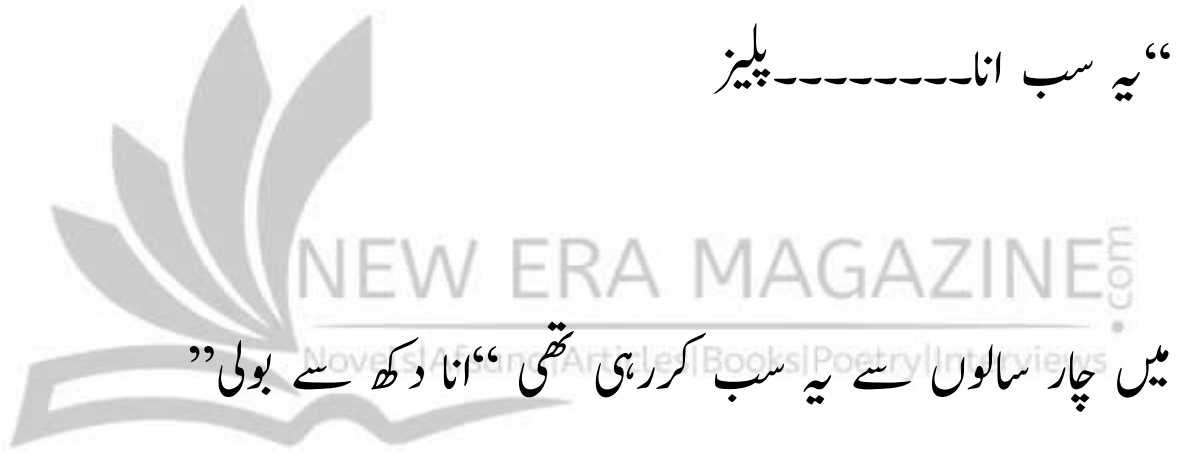 “یہ سب انا۔۔۔۔۔۔۔۔پلیز
NEW ERA MAGAZINE.com
Novels|Afsana|Articles|Books|Poetry|Interviews
میں چار سالوں سے یہ سب کررہی تھی “انا دکھ سے بولی”